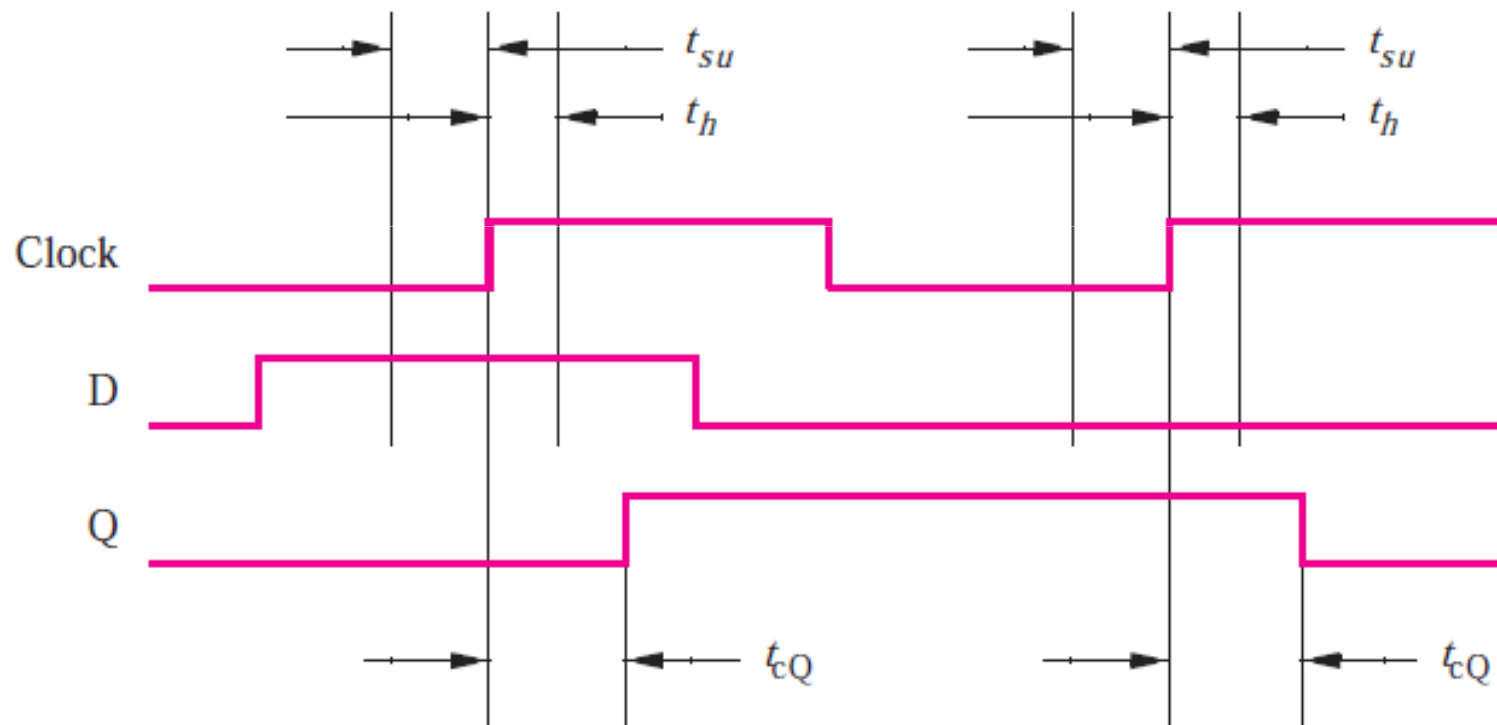 t_su t_su
t_h t_h
Clock
D
Q
t_cQ t_cQ